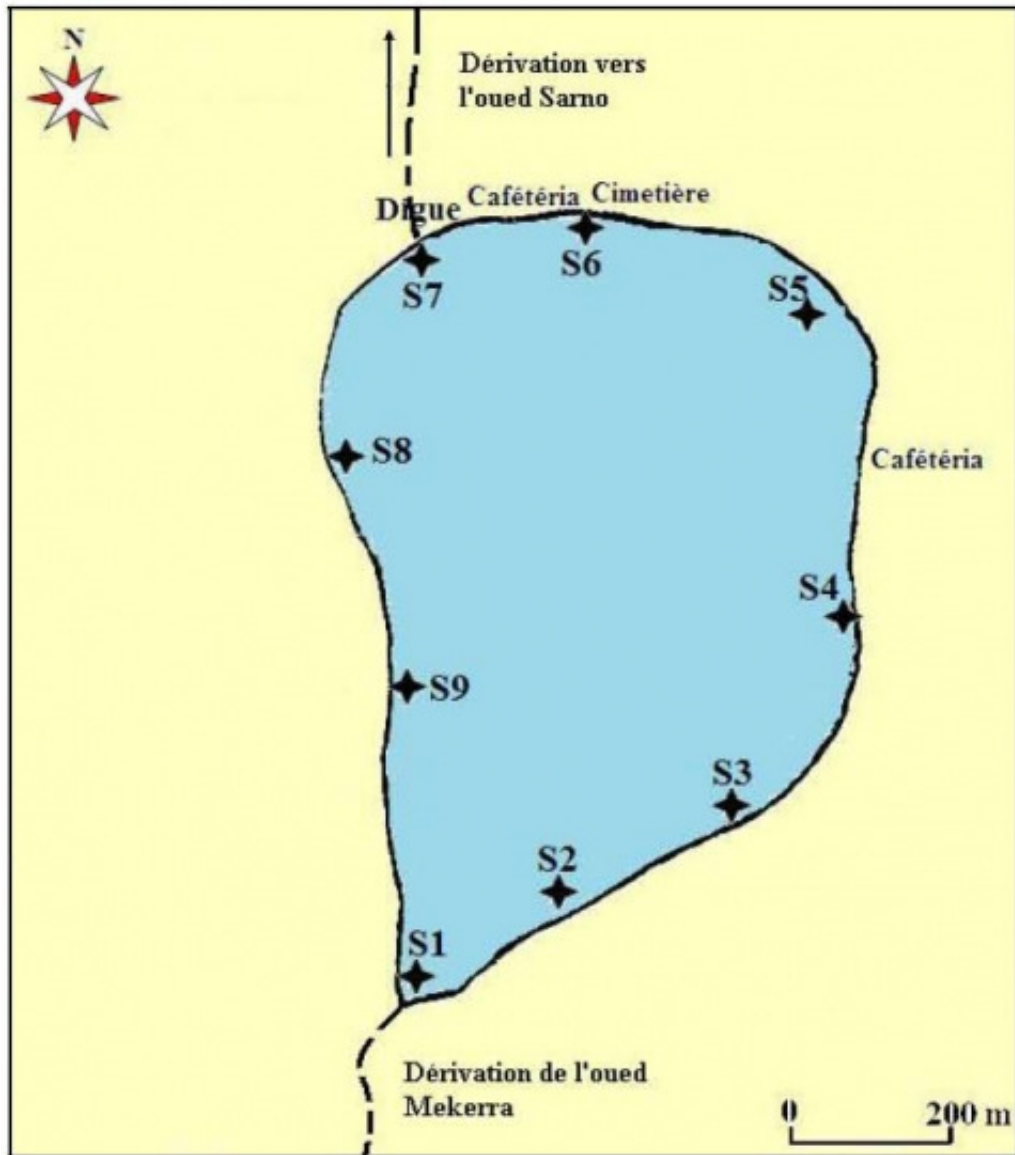 N
Dérivation vers
l'oued Sarno
Digue Cafétéria Cimetière
S7
S6
S5
S8
Cafétéria
S4
S9
S3
S2
S1
Dérivation de l'oued
Mekerra
0 200 m